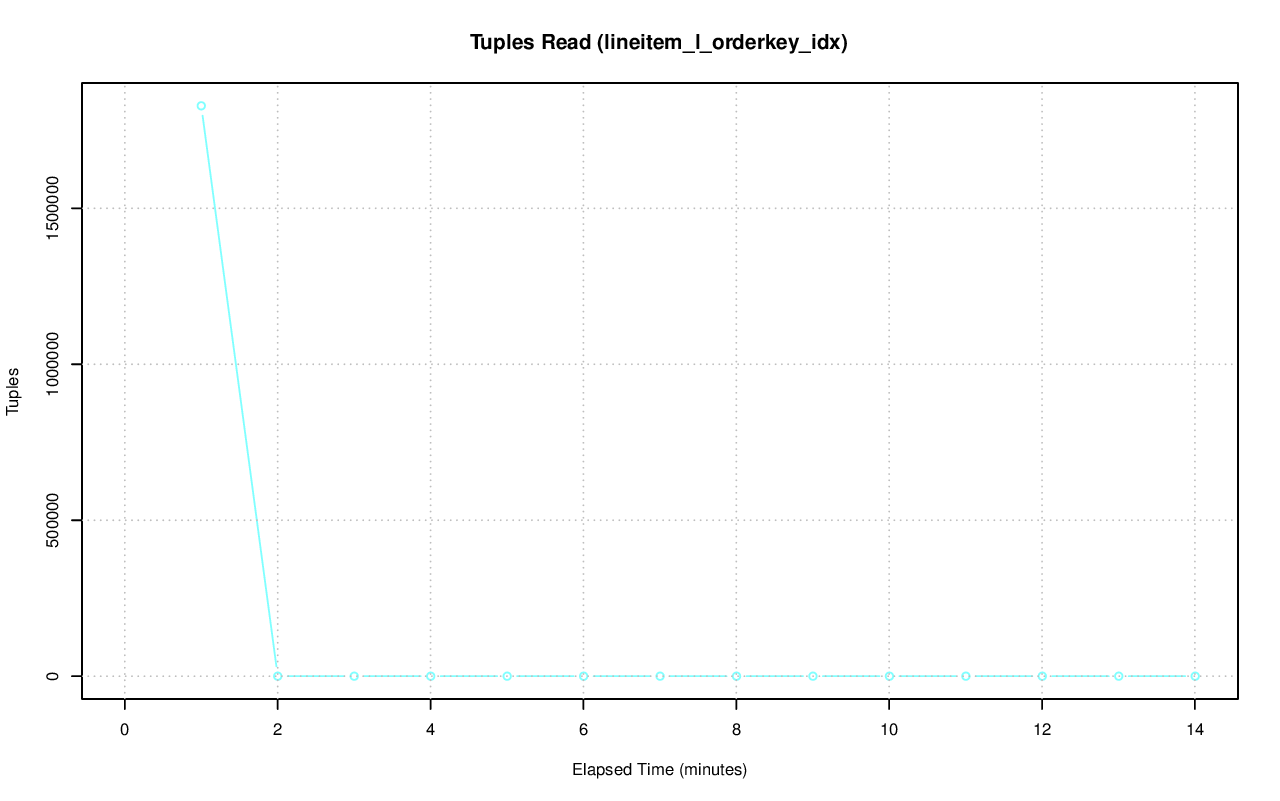 Tuples Read (lineitem_l_orderkey_idx)
1500000
1000000
500000
0
Tuples
0 2 4 6 8 10 12 14
Elapsed Time (minutes)